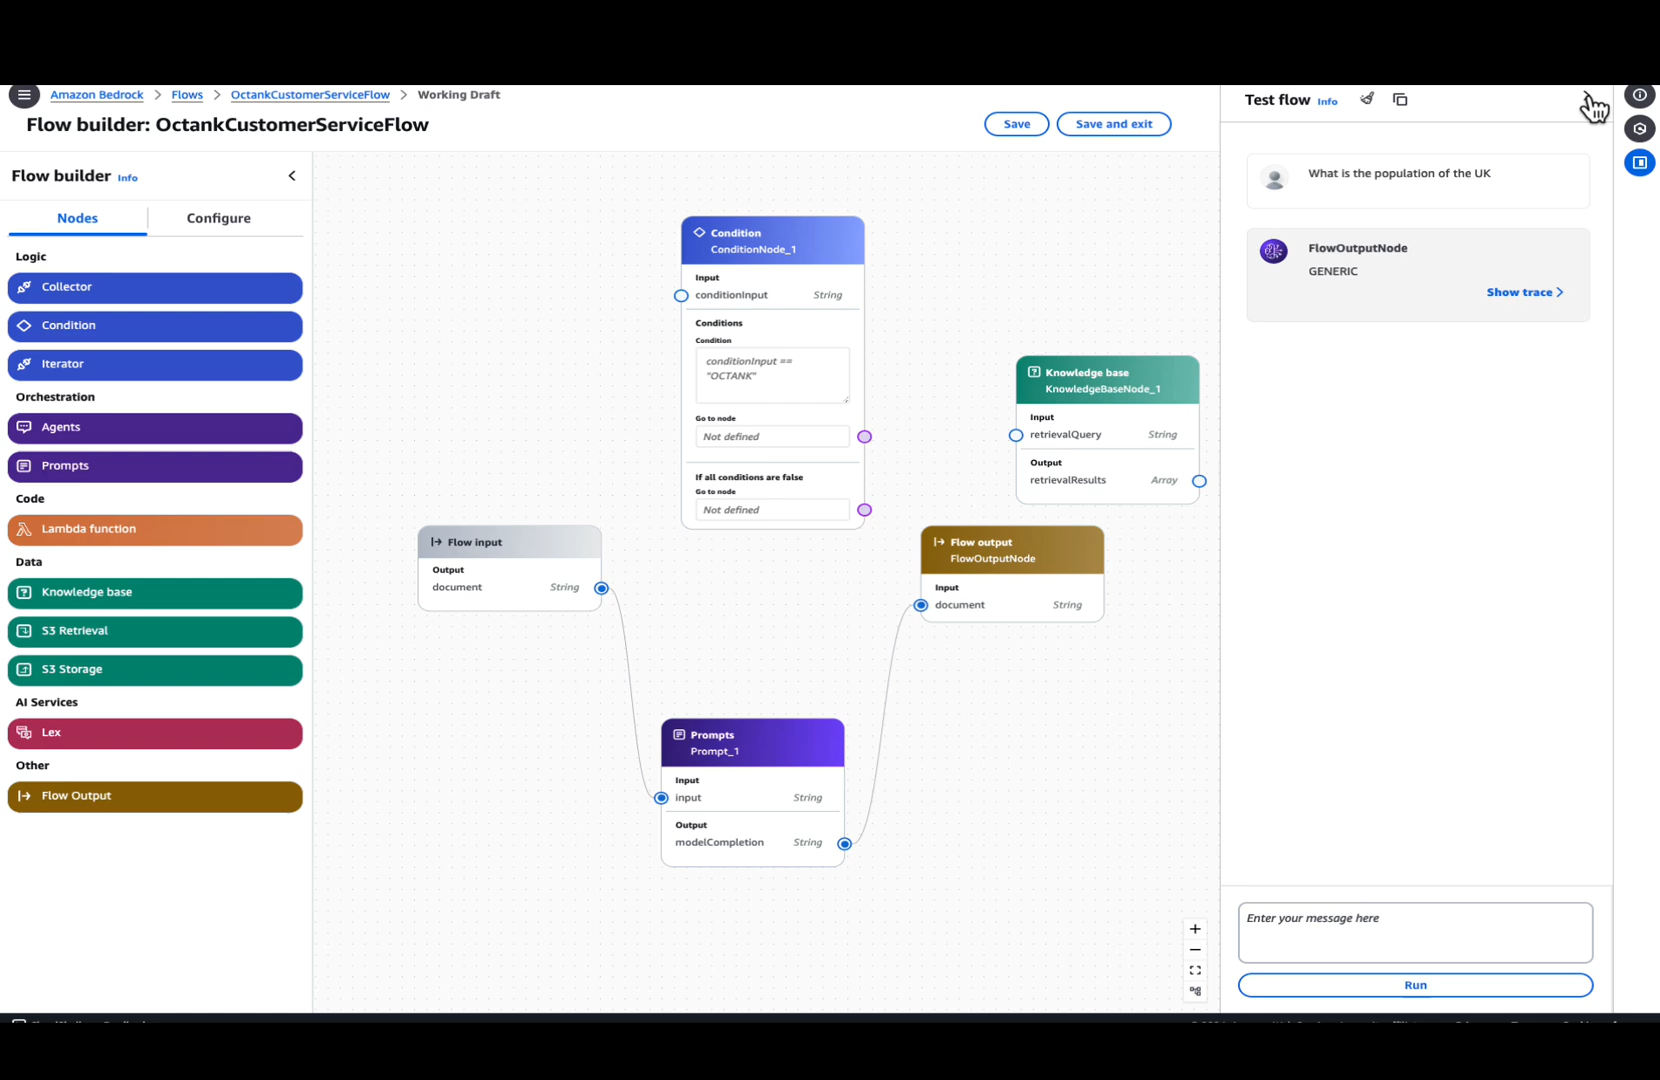 Amazon Bedrock > Flows > OctankCustomerServiceFlow > Working Draft
Flow builder: OctankCustomerServiceFlow
Save
Save and exit
Flow builder Info
Nodes
Configure
Logic
Collector
Condition
Iterator
Orchestration
Agents
Prompts
Code
Lambda function
Data
Knowledge base
S3 Retrieval
S3 Storage
AI Services
Lex
Other
Flow Output
Condition
ConditionNode_1
Input
conditionInput String
Conditions
Condition
conditionInput ==
"OCTANK"
Go to node
Not defined
If all conditions are false
Go to node
Not defined
Knowledge base
KnowledgeBaseNode_1
Input
retrievalQuery String
Output
retrievalResults Array
Flow input
Output
document String
Flow output
FlowOutputNode
Input
document String
Prompts
Prompt_1
Input
input String
Output
modelCompletion String
Test flow Info
What is the population of the UK
FlowOutputNode
GENERIC
Show trace >
Enter your message here
Run